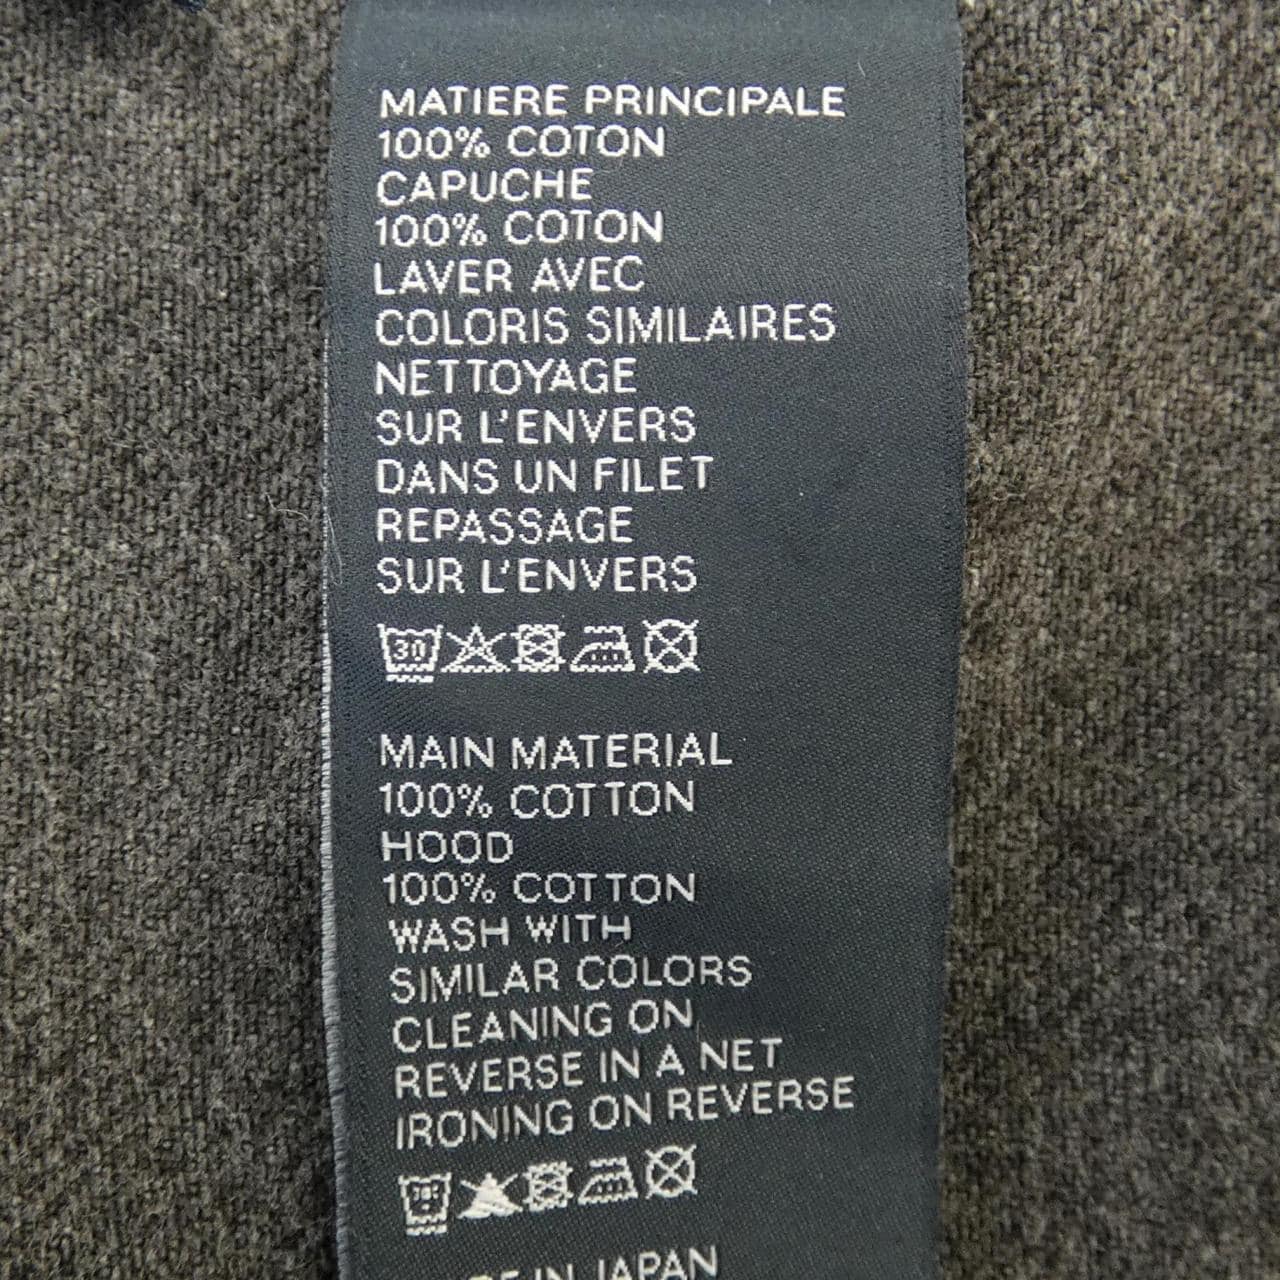 MATIERE PRINCIPALE
100% COTON
CAPUCHE
100% COTON
LAVER AVEC
COLORIS SIMILAIRES
NETTOYAGE
SUR L'ENVERS
DANS UN FILET
REPASSAGE
SUR L'ENVERS
30
MAIN MATERIAL
100% COTTON
HOOD
100% COTTON
WASH WITH
SIMILAR COLORS
CLEANING ON
REVERSE IN A NET
IRONING ON REVERSE
IN JAPAN